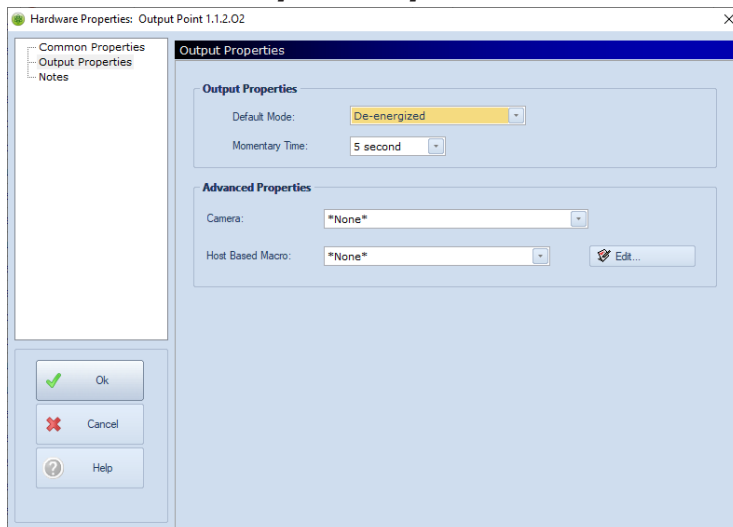 Hardware Properties: Output Point 1.1.2.O2
Common Properties
Output Properties
Notes
Output Properties
Output Properties
Default Mode: De-energized
Momentary Time: 5 second
Advanced Properties
Camera: *None*
Host Based Macro: *None* Edit...
Ok
Cancel
Help